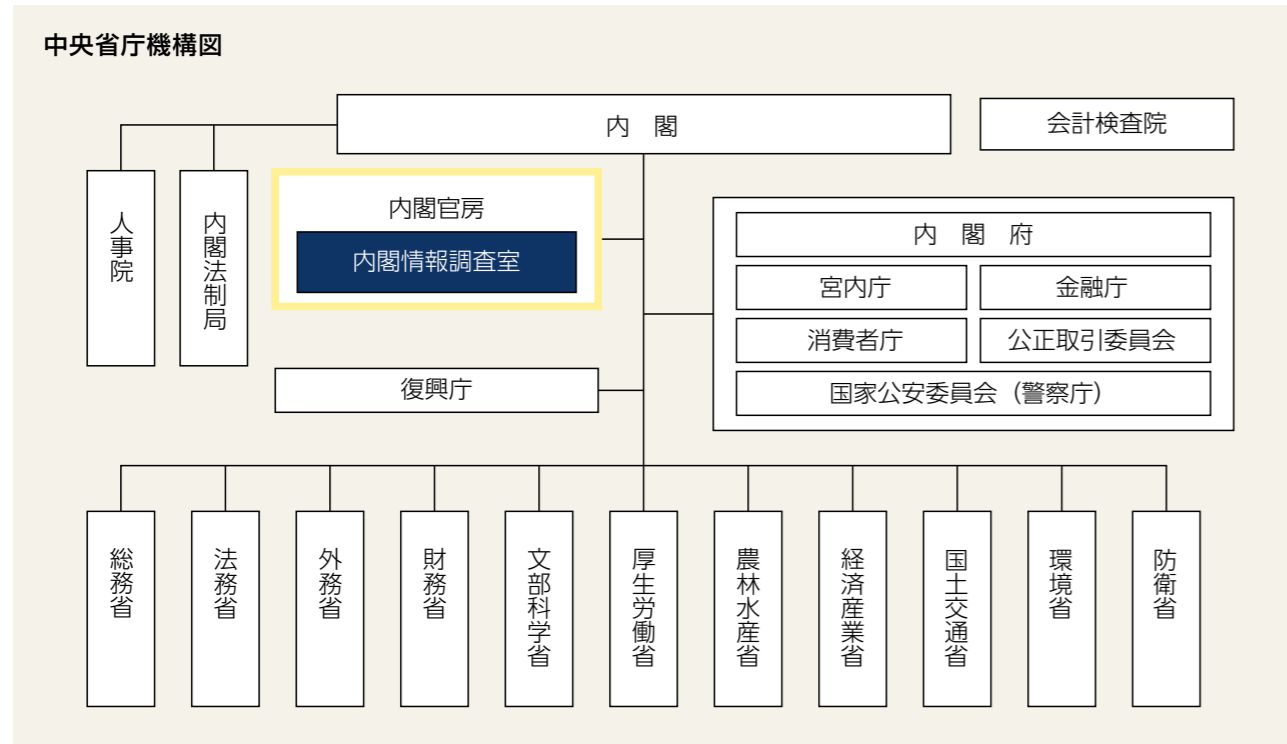 中央省庁機構図
内　閣
会計検査院
人事院
内閣法制局
内閣官房
内閣情報調査室
内　閣　府
宮内庁
金融庁
消費者庁
公正取引委員会
国家公安委員会（警察庁）
復興庁
総務省
法務省
外務省
財務省
文部科学省
厚生労働省
農林水産省
経済産業省
国土交通省
環境省
防衛省